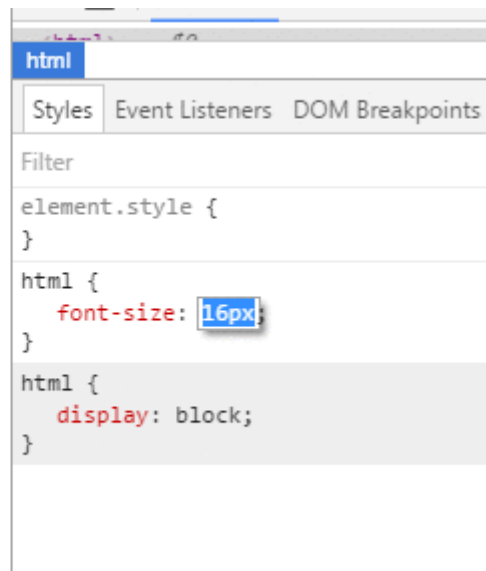 html
Styles Event Listeners DOM Breakpoints
Filter
element.style {
}
html {
font-size: 16px;
}
html {
display: block;
}